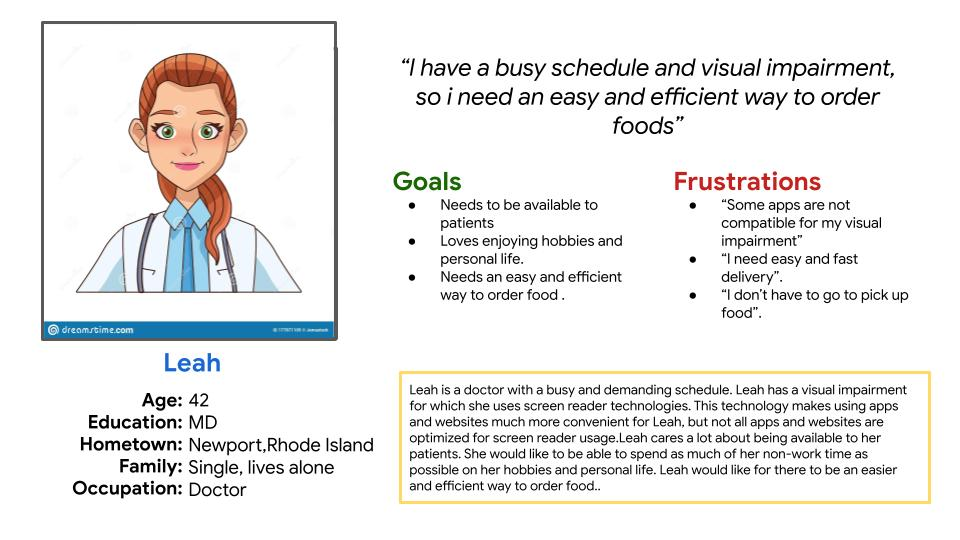 “I have a busy schedule and visual impairment,
so i need an easy and efficient way to order
foods”
Goals
● Needs to be available to
patients
● Loves enjoying hobbies and
personal life.
● Needs an easy and efficient
way to order food .
Frustrations
● “Some apps are not
compatible for my visual
impairment”
● “I need easy and fast
delivery”.
● “I don’t have to go to pick up
food”.
dreamstime.com
Leah
Age: 42
Education: MD
Hometown: Newport,Rhode Island
Family: Single, lives alone
Occupation: Doctor
Leah is a doctor with a busy and demanding schedule. Leah has a visual impairment
for which she uses screen reader technologies. This technology makes using apps
and websites much more convenient for Leah, but not all apps and websites are
optimized for screen reader usage.Leah cares a lot about being available to her
patients. She would like to be able to spend as much of her non-work time as
possible on her hobbies and personal life. Leah would like for there to be an easier
and efficient way to order food..